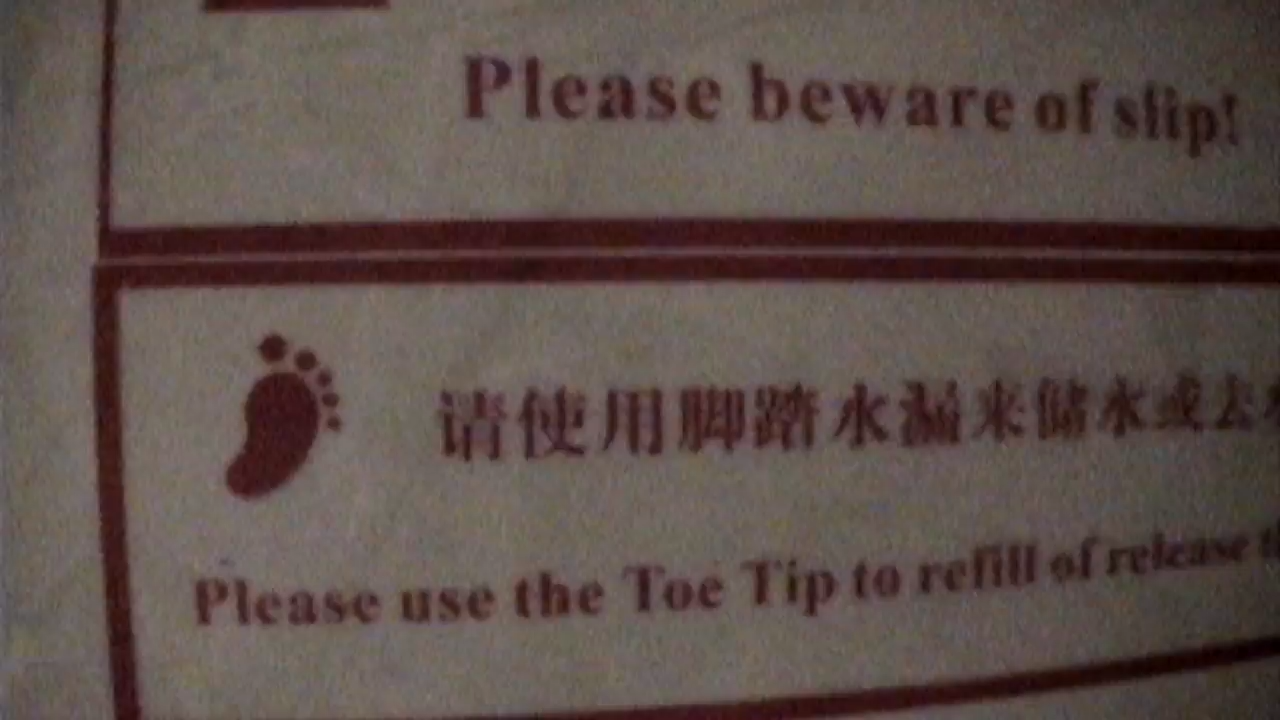 Please beware of slip!
请使用脚踏水漏来储水或去
Please use the Toe Tip to refill of release